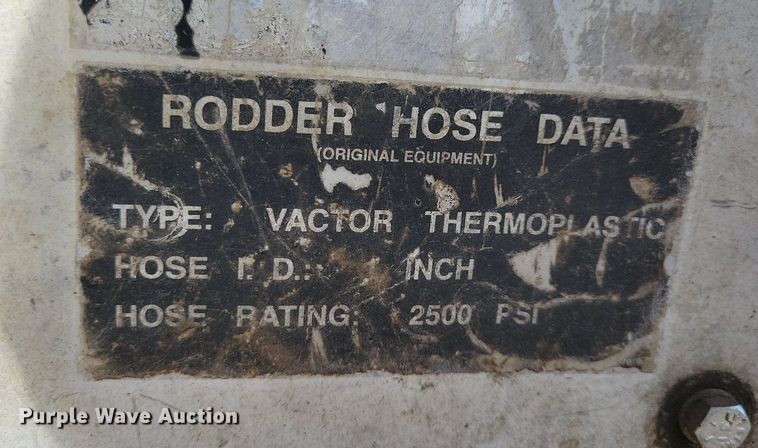 RODDER HOSE DATA
(ORIGINAL EQUIPMENT)
TYPE: VACTOR THERMOPLASTIC
HOSE I. D.: INCH
HOSE RATING: 2500 PSI
Purple Wave Auction